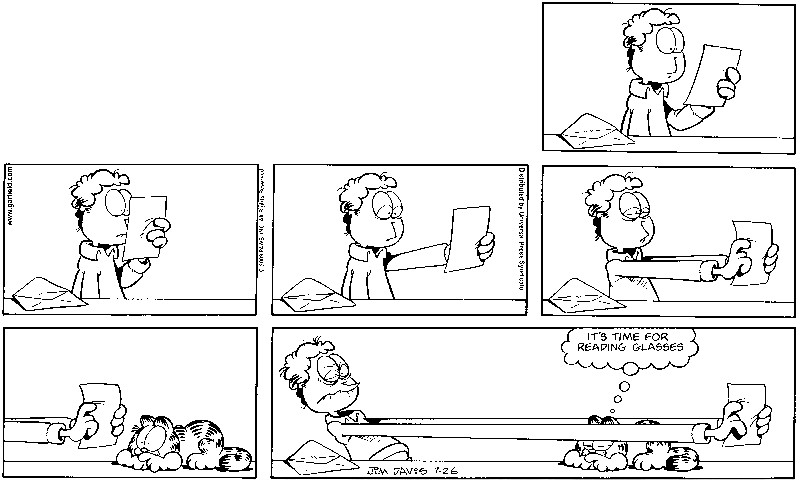 www.garfield.com
Distributed by Universal Press Syndicate
IT'S TIME FOR
READING GLASSES
JIM DAVIS 7-26